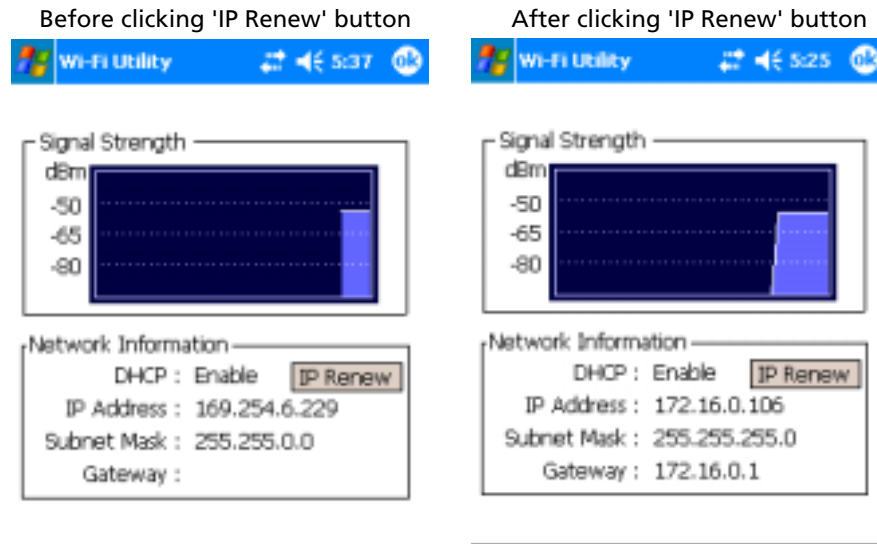 Before clicking 'IP Renew' button
Wi-Fi Utility 5:37 ok
Signal Strength
dBm
-50
-65
-80
Network Information
DHCP : Enable IP Renew
IP Address : 169.254.6.229
Subnet Mask : 255.255.0.0
Gateway :
After clicking 'IP Renew' button
Wi-Fi Utility 5:25 ok
Signal Strength
dBm
-50
-65
-80
Network Information
DHCP : Enable IP Renew
IP Address : 172.16.0.106
Subnet Mask : 255.255.255.0
Gateway : 172.16.0.1